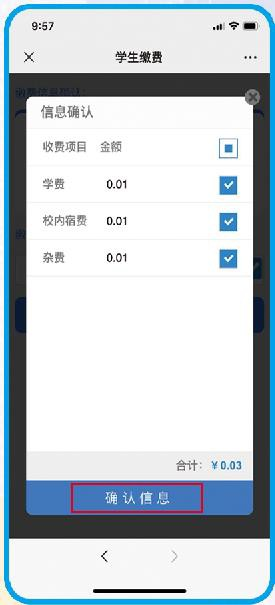 9:57
学生缴费
信息确认
收费项目 金额
学费 0.01
校内宿费 0.01
杂费 0.01
合计: ¥0.03
确认信息